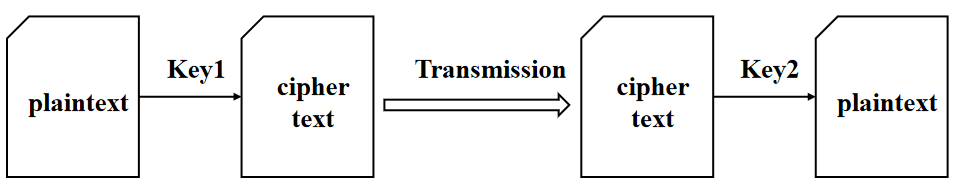 plaintext
Key1
cipher
text
Transmission
cipher
text
Key2
plaintext